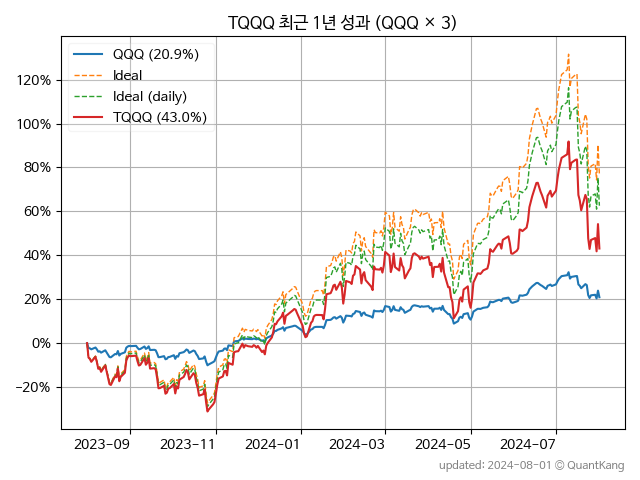 TQQQ 최근 1년 성과 (QQQ × 3)
QQQ (20.9%)
Ideal
Ideal (daily)
TQQQ (43.0%)
120%
100%
80%
60%
40%
20%
0%
−20%
2023−09
2023−11
2024−01
2024−03
2024−05
2024−07
updated: 2024-08-01 © QuantKang